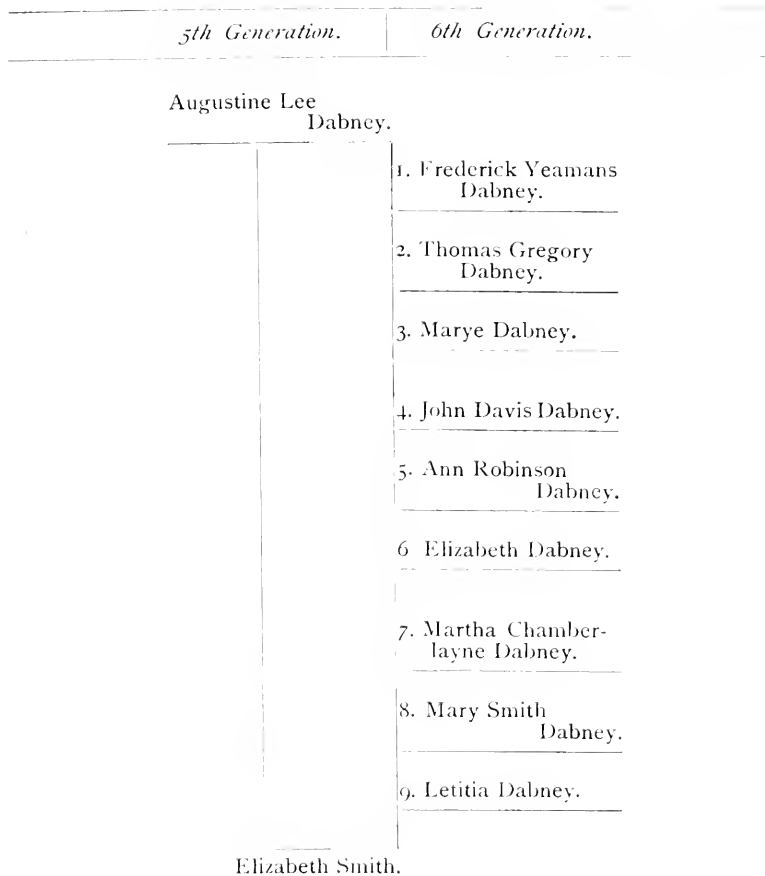 5th Generation. 6th Generation.
Augustine Lee
Dabney.
1. Frederick Yeamans
Dabney.
2. Thomas Gregory
Dabney.
3. Marye Dabney.
4. John Davis Dabney.
5. Ann Robinson
Dabney.
6 Elizabeth Dabney.
7. Martha Chamber-
layne Dabney.
8. Mary Smith
Dabney.
9. Letitia Dabney.
Elizabeth Smith.